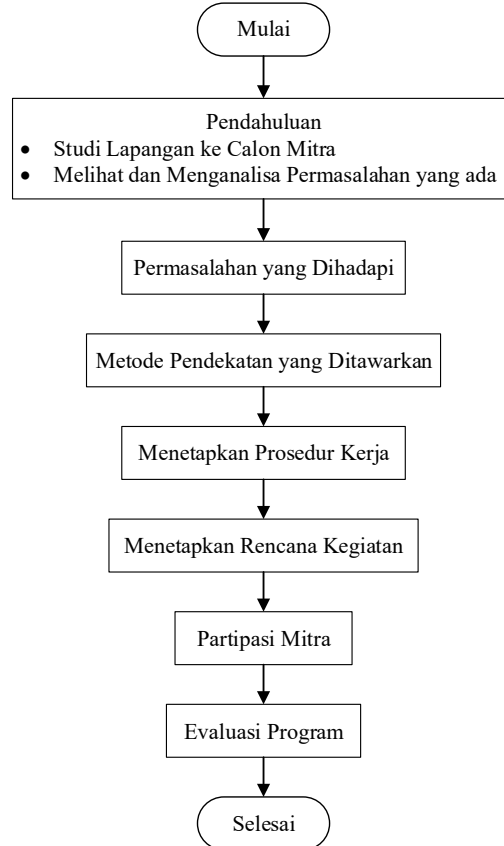 Mulai
Pendahuluan
• Studi Lapangan ke Calon Mitra
• Melihat dan Menganalisa Permasalahan yang ada
Permasalahan yang Dihadapi
Metode Pendekatan yang Ditawarkan
Menetapkan Prosedur Kerja
Menetapkan Rencana Kegiatan
Partipasi Mitra
Evaluasi Program
Selesai